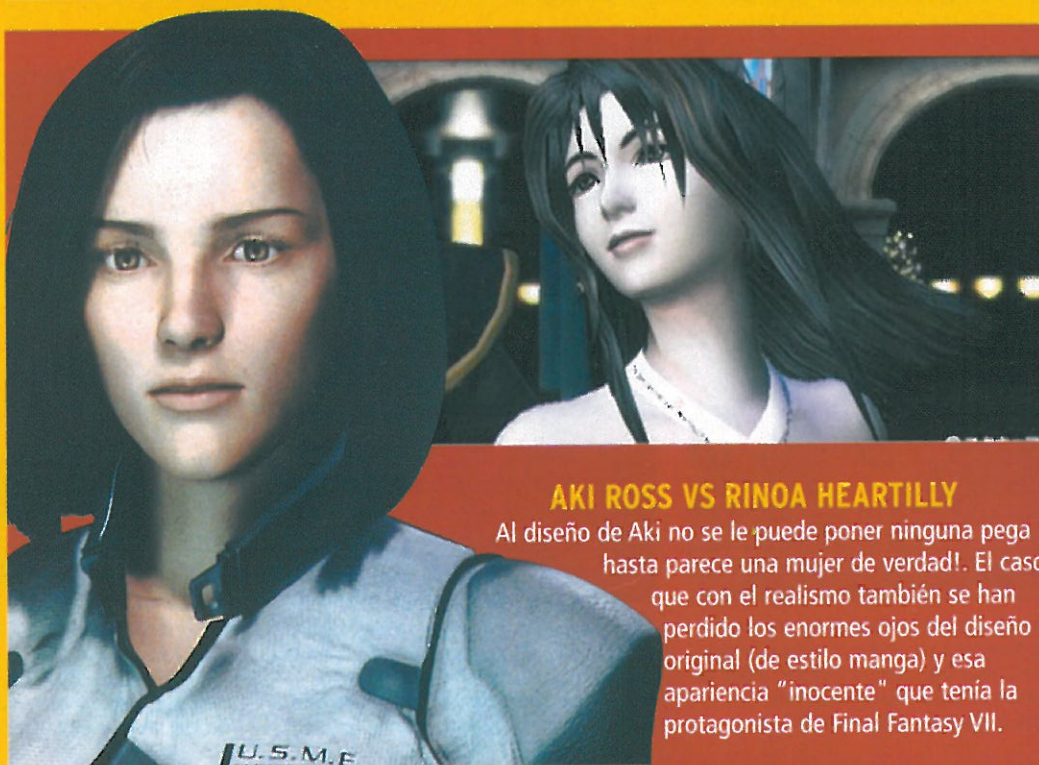 AKI ROSS VS RINOA HEARTILLY
Al diseño de Aki no se le puede poner ninguna pega
hasta parece una mujer de verdad!. El caso
que con el realismo también se han
perdido los enormes ojos del diseño
original (de estilo manga) y esa
apariencia "inocente" que tenía la
protagonista de Final Fantasy VII.
U.S.M.F